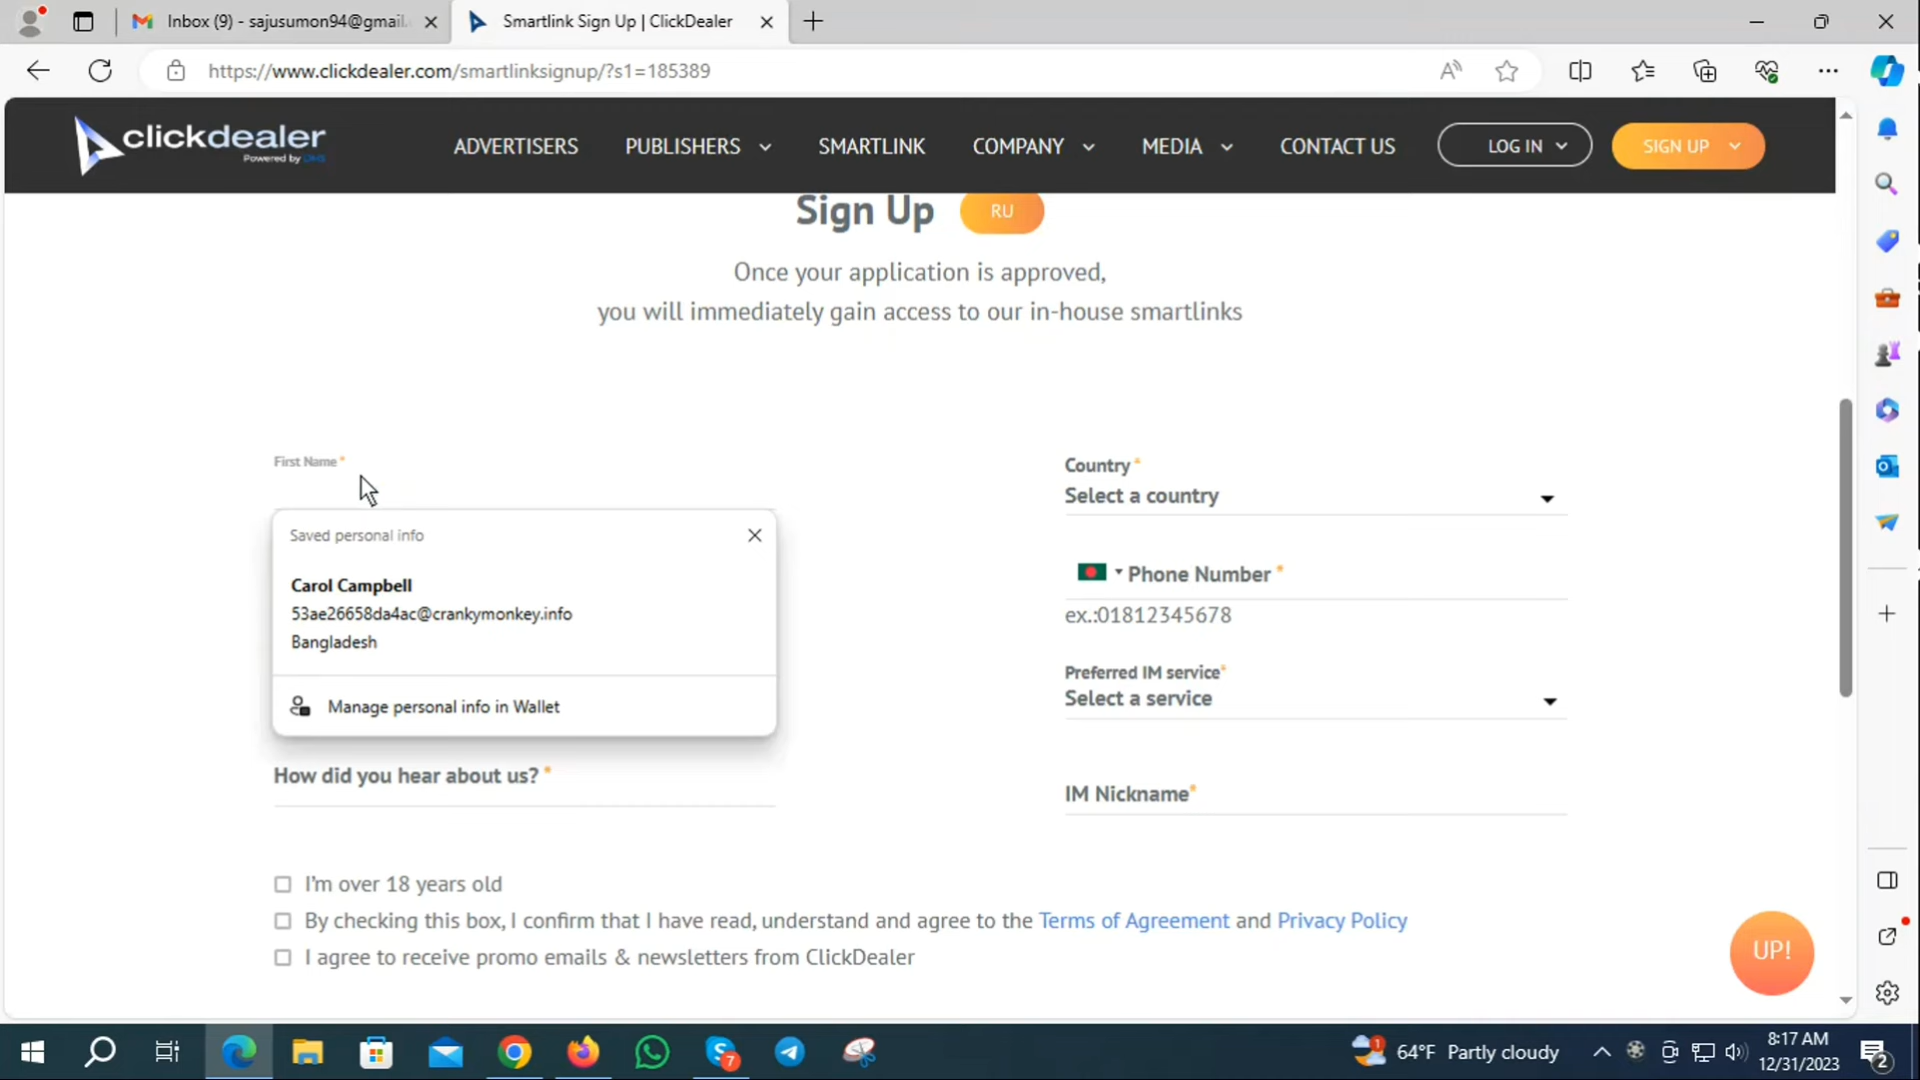 Inbox (9) - sajusumon94@gmail.
Smartlink Sign Up | ClickDealer
https://www.clickdealer.com/smartlinksignup/?s1=185389
clickdealer
Powered by DMS
ADVERTISERS
PUBLISHERS
SMARTLINK
COMPANY
MEDIA
CONTACT US
LOG IN
SIGN UP
Sign Up
RU
Once your application is approved,
you will immediately gain access to our in-house smartlinks
First Name *
Saved personal info
Carol Campbell
53ae26658da4ac@crankymonkey.info
Bangladesh
Manage personal info in Wallet
How did you hear about us? *
Country *
Select a country
Phone Number *
ex.:01812345678
Preferred IM service*
Select a service
IM Nickname*
I'm over 18 years old
By checking this box, I confirm that I have read, understand and agree to the Terms of Agreement and Privacy Policy
I agree to receive promo emails & newsletters from ClickDealer
UP!
7
1
64°F Partly cloudy
8:17 AM
12/31/2023
2